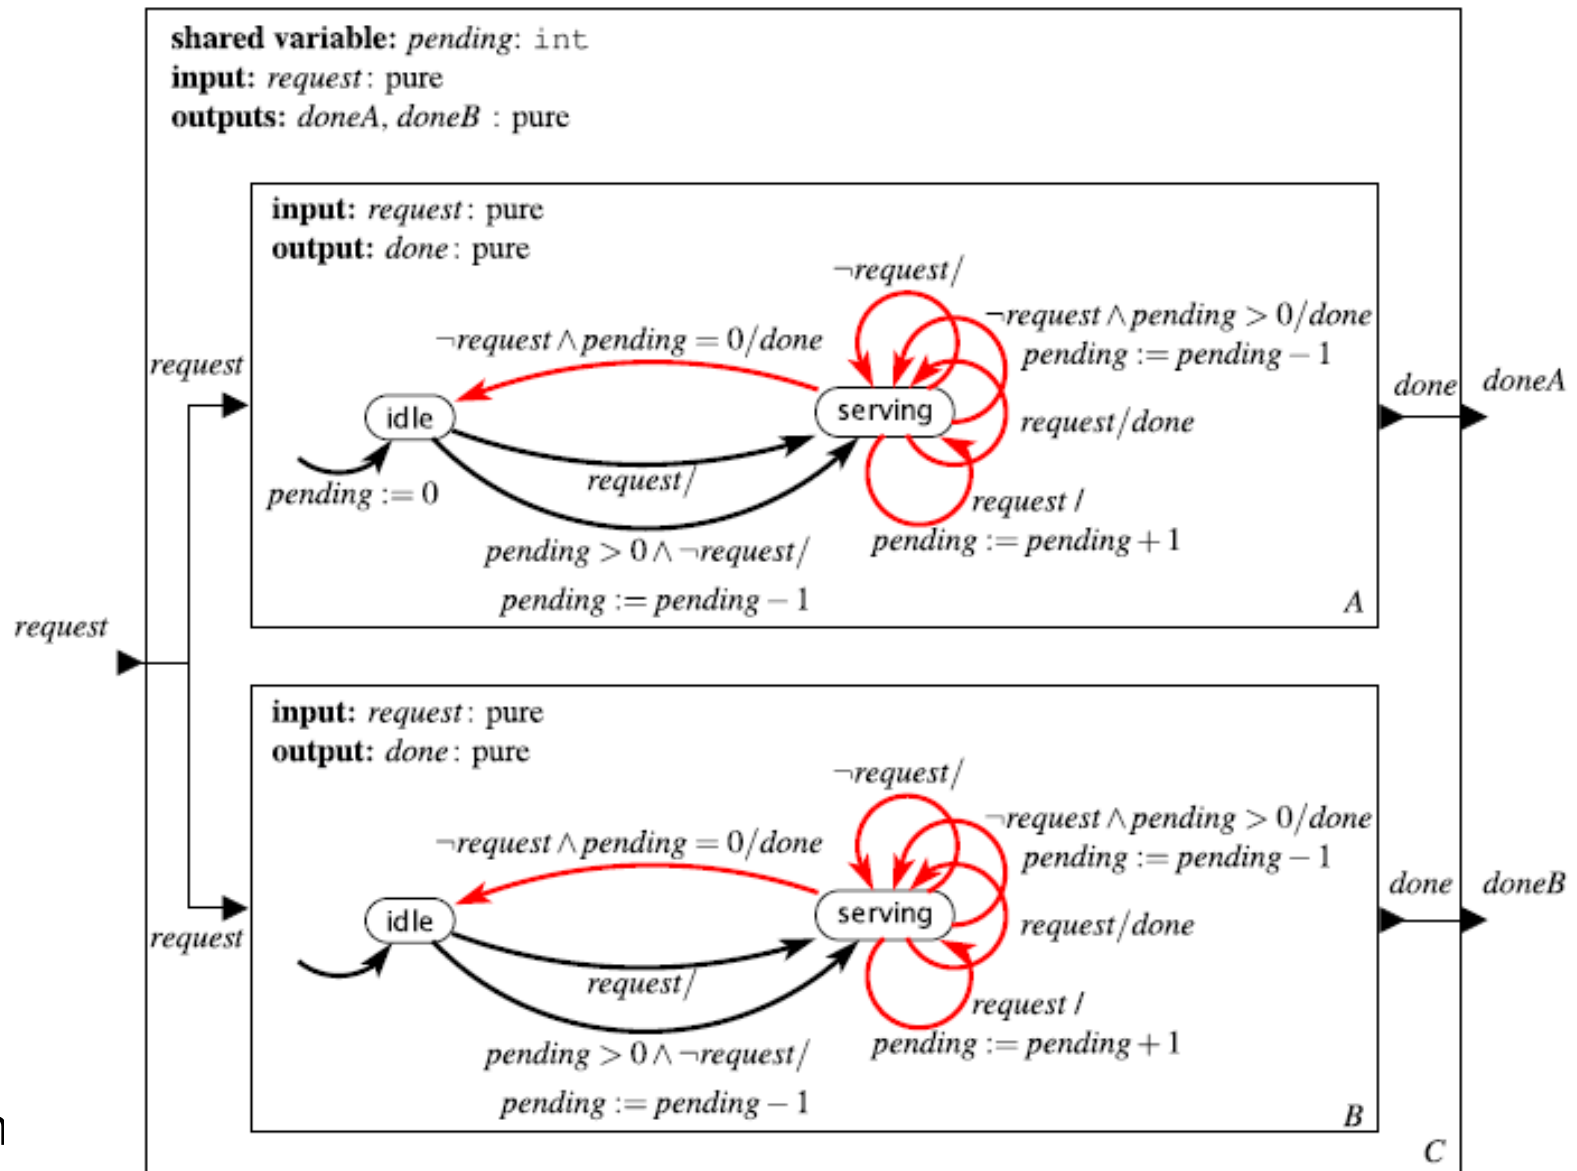 shared variable: pending: int
input: request: pure
outputs: doneA, doneB : pure
input: request: pure
output: done: pure
¬request/
¬request ∧ pending > 0/done
pending := pending − 1
¬request ∧ pending = 0/done
request
idle
serving
request/done
done
doneA
pending := 0
request/
request /
pending := pending + 1
pending > 0 ∧ ¬request/
pending := pending − 1
A
request
input: request: pure
output: done: pure
¬request/
¬request ∧ pending > 0/done
pending := pending − 1
¬request ∧ pending = 0/done
request
idle
serving
request/done
done
doneB
request/
request /
pending := pending + 1
pending > 0 ∧ ¬request/
pending := pending − 1
B
C